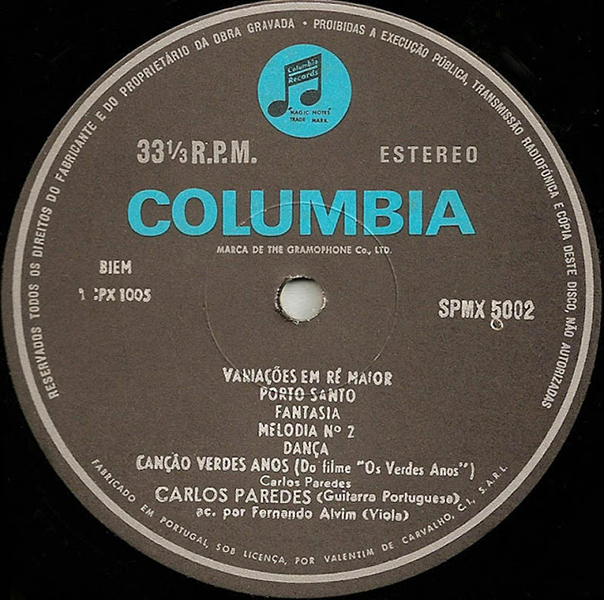 RESERVADOS TODOS OS DIREITOS DO FABRICANTE E DO PROPRIETÁRIO DA OBRA GRAVADA • PROIBIDAS A EXECUÇÃO PÚBLICA, TRANSMISSÃO RADIOFÓNICA E CÓPIA DESTE DISCO, NÃO AUTORIZADAS
Columbia
Records
"MAGIC NOTES"
TRADE MARK
33 1/3 R.P.M. ESTEREO
COLUMBIA
MARCA DE THE GRAMOPHONE Co., LTD.
BIEM
PX 1005 SPMX 5002
VARIAÇÕES EM RÉ MAIOR
PORTO SANTO
FANTASIA
MELODIA Nº 2
DANÇA
CANÇÃO VERDES ANOS (Do filme "Os Verdes Anos")
Carlos Paredes
CARLOS PAREDES (Guitarra Portuguesa)
ac. por Fernando Alvim (Viola)
FABRICADO EM PORTUGAL, SOB LICENÇA, POR VALENTIM DE CARVALHO, C.I., S.A.R.L.